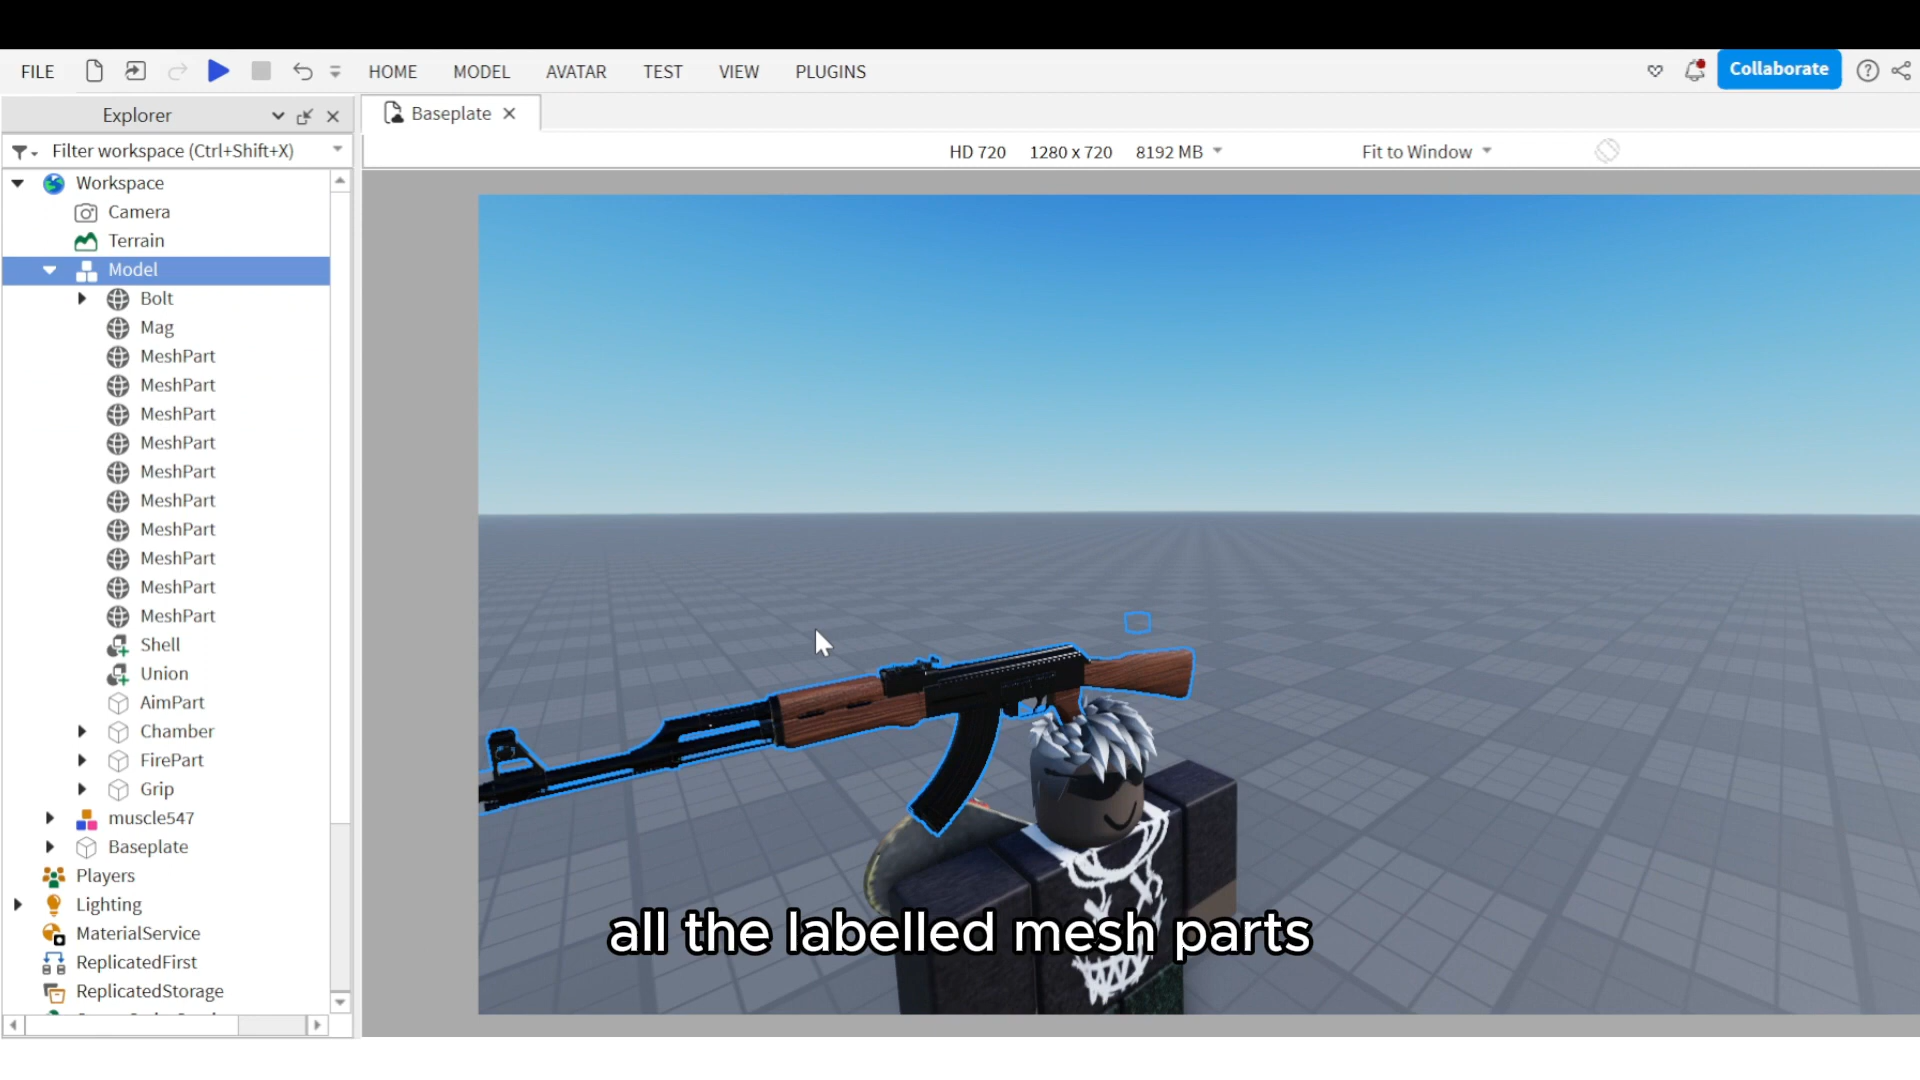 FILE HOME MODEL AVATAR TEST VIEW PLUGINS Collaborate
Explorer
Baseplate
Filter workspace (Ctrl+Shift+X)
HD 720 1280 x 720 8192 MB Fit to Window
Workspace
Camera
Terrain
Model
Bolt
Mag
MeshPart
MeshPart
MeshPart
MeshPart
MeshPart
MeshPart
MeshPart
MeshPart
MeshPart
MeshPart
Shell
Union
AimPart
Chamber
FirePart
Grip
muscle547
Baseplate
Players
Lighting
MaterialService
ReplicatedFirst
ReplicatedStorage
all the labelled mesh parts